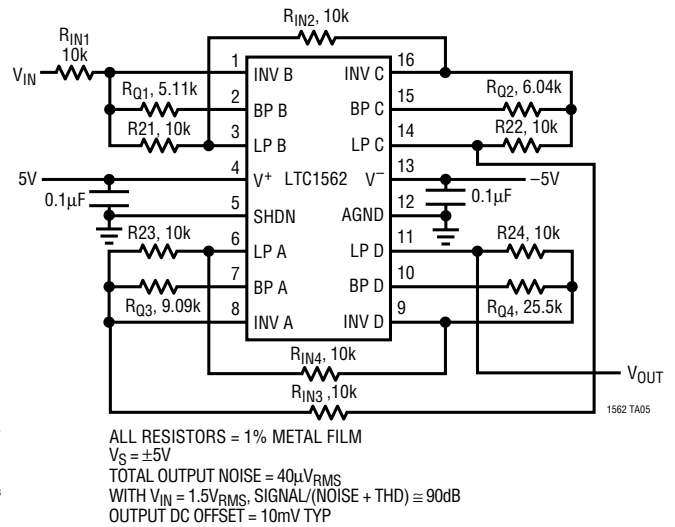 RIN2, 10k
RIN1
10k
VIN
1
INV B
INV C
16
RQ1, 5.11k
2
BP B
BP C
15
RQ2, 6.04k
R21, 10k
3
LP B
LP C
14
R22, 10k
5V
4
V+
LTC1562
V−
13
−5V
0.1µF
5
SHDN
AGND
12
0.1µF
R23, 10k
6
LP A
LP D
11
R24, 10k
7
BP A
BP D
10
RQ3, 9.09k
8
INV A
INV D
9
RQ4, 25.5k
RIN4, 10k
VOUT
RIN3 ,10k
1562 TA05
ALL RESISTORS = 1% METAL FILM
VS = ±5V
TOTAL OUTPUT NOISE = 40µVRMS
WITH VIN = 1.5VRMS, SIGNAL/(NOISE + THD) ≅ 90dB
OUTPUT DC OFFSET = 10mV TYP